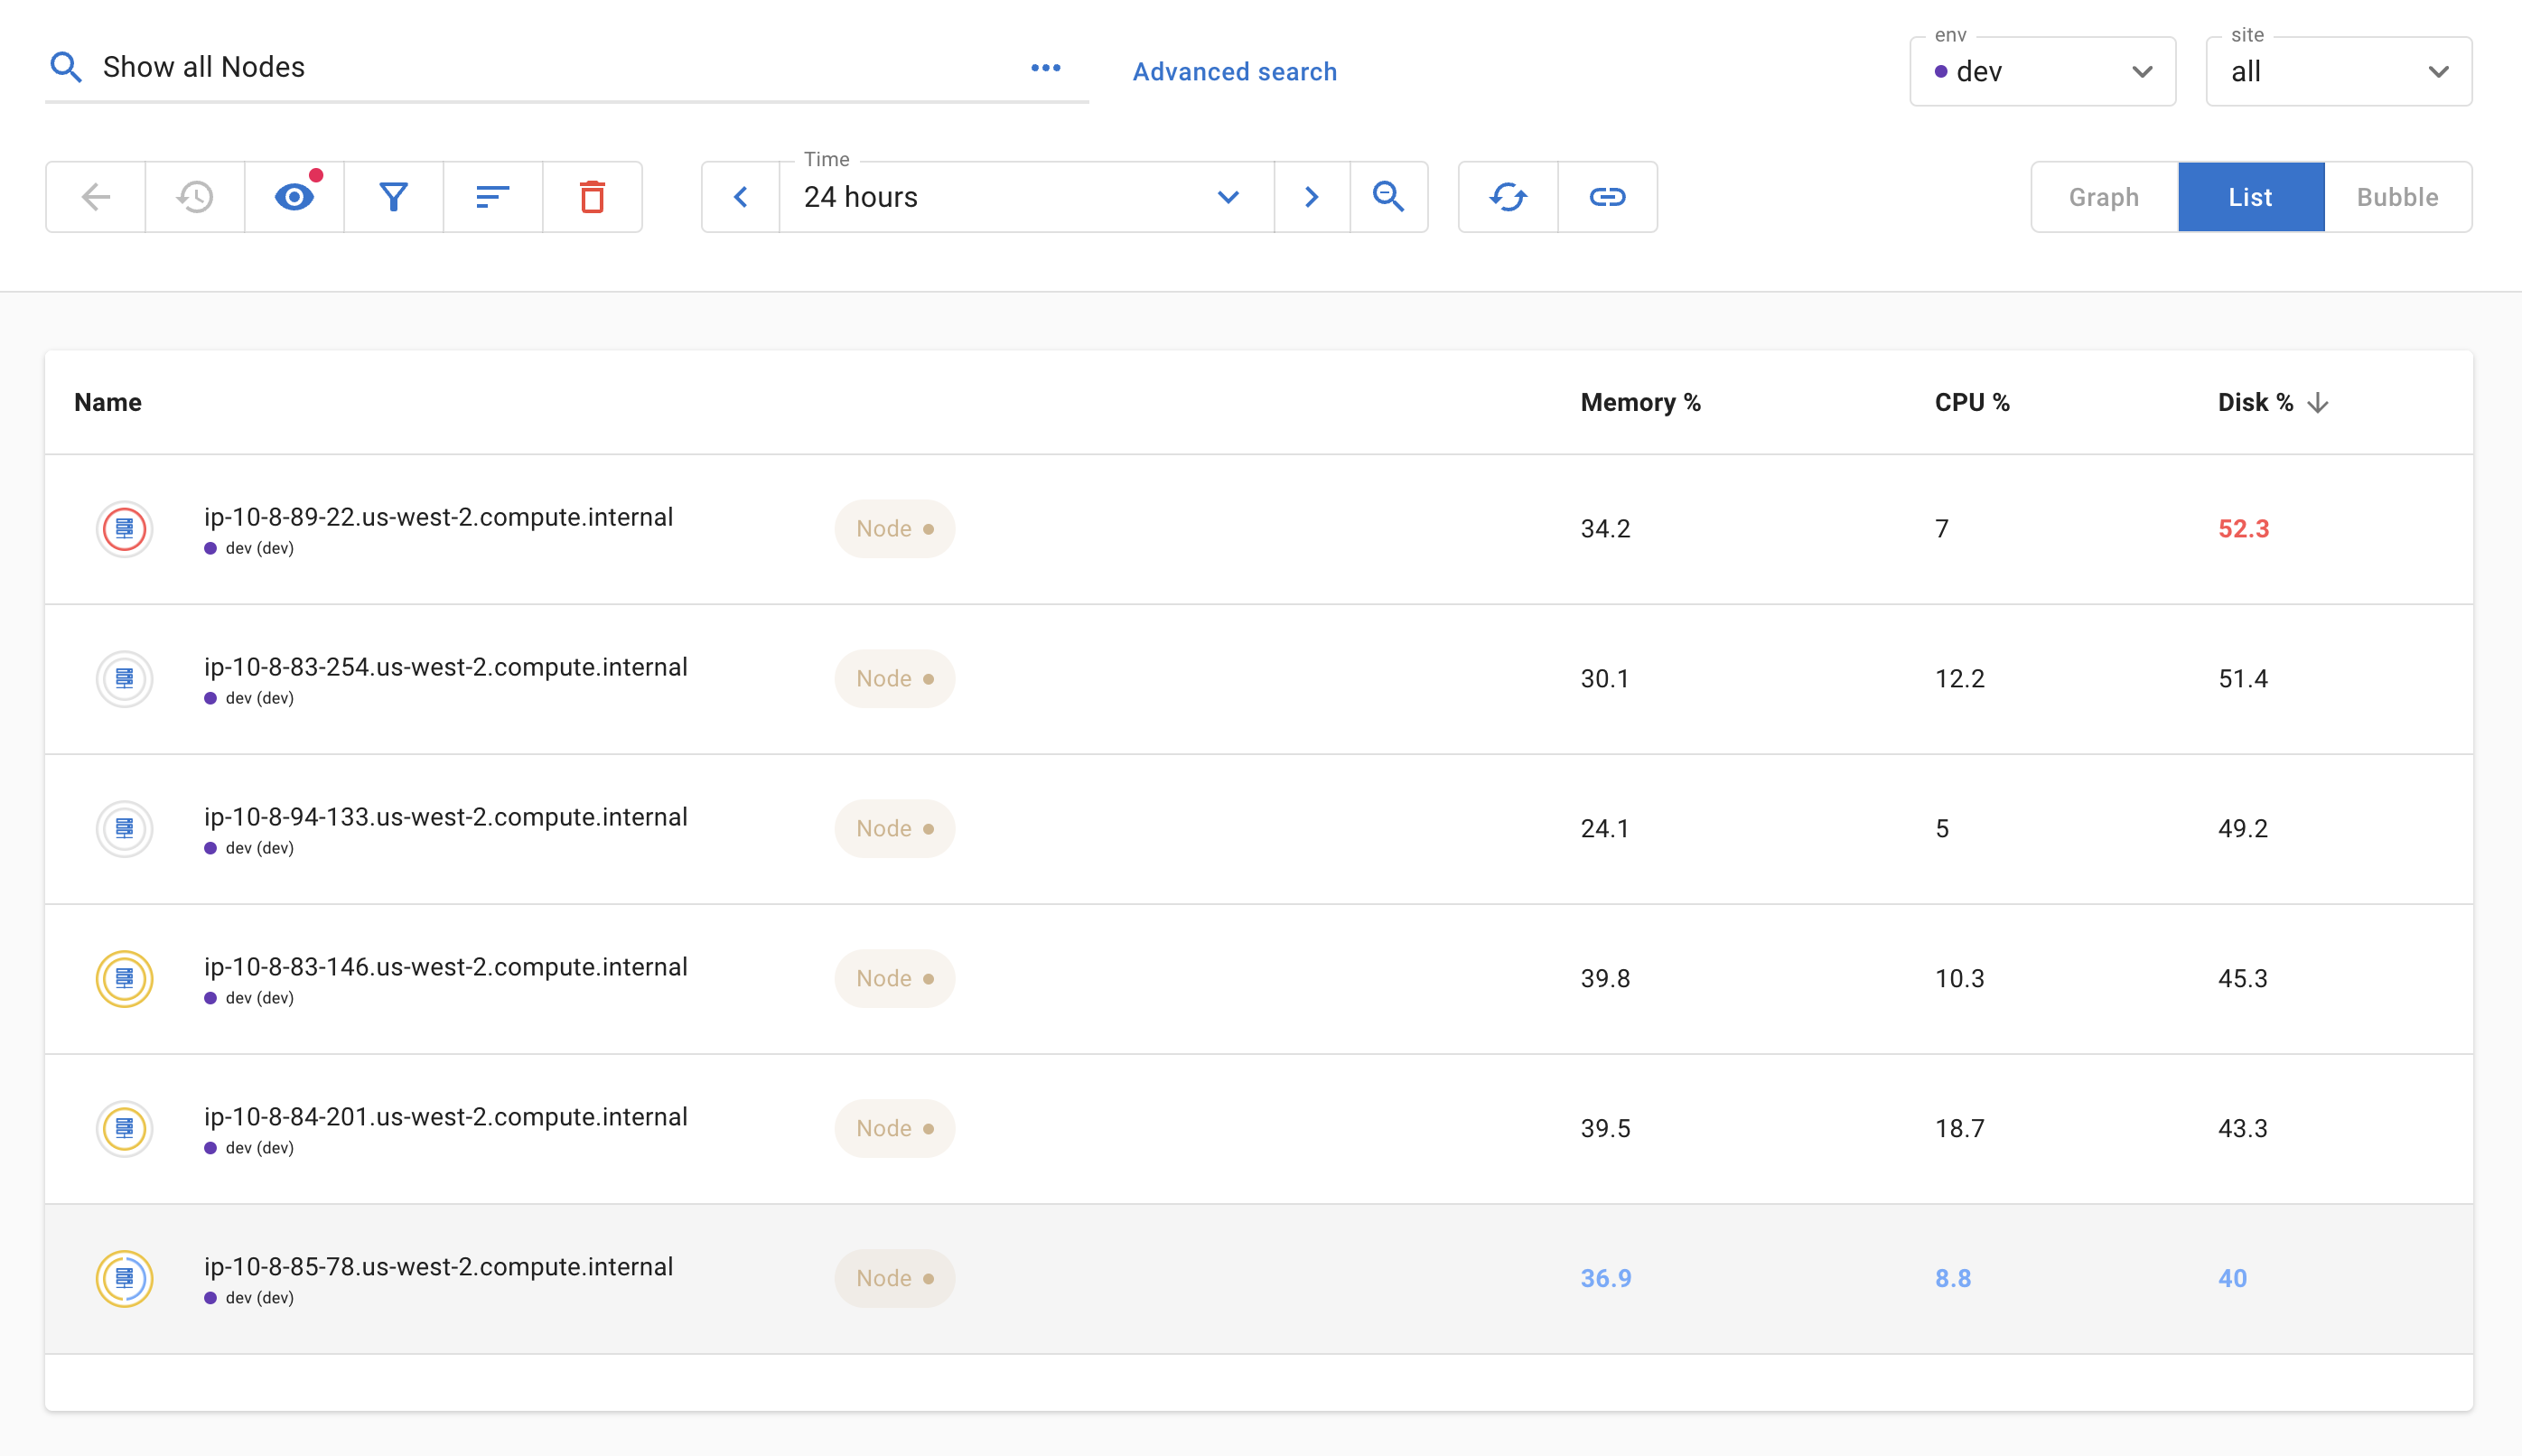 Show all Nodes
Advanced search
env
dev
site
all
Time
24 hours
Graph
List
Bubble
Name
Memory %
CPU %
Disk %
ip-10-8-89-22.us-west-2.compute.internal
dev (dev)
Node
34.2
7
52.3
ip-10-8-83-254.us-west-2.compute.internal
dev (dev)
Node
30.1
12.2
51.4
ip-10-8-94-133.us-west-2.compute.internal
dev (dev)
Node
24.1
5
49.2
ip-10-8-83-146.us-west-2.compute.internal
dev (dev)
Node
39.8
10.3
45.3
ip-10-8-84-201.us-west-2.compute.internal
dev (dev)
Node
39.5
18.7
43.3
ip-10-8-85-78.us-west-2.compute.internal
dev (dev)
Node
36.9
8.8
40